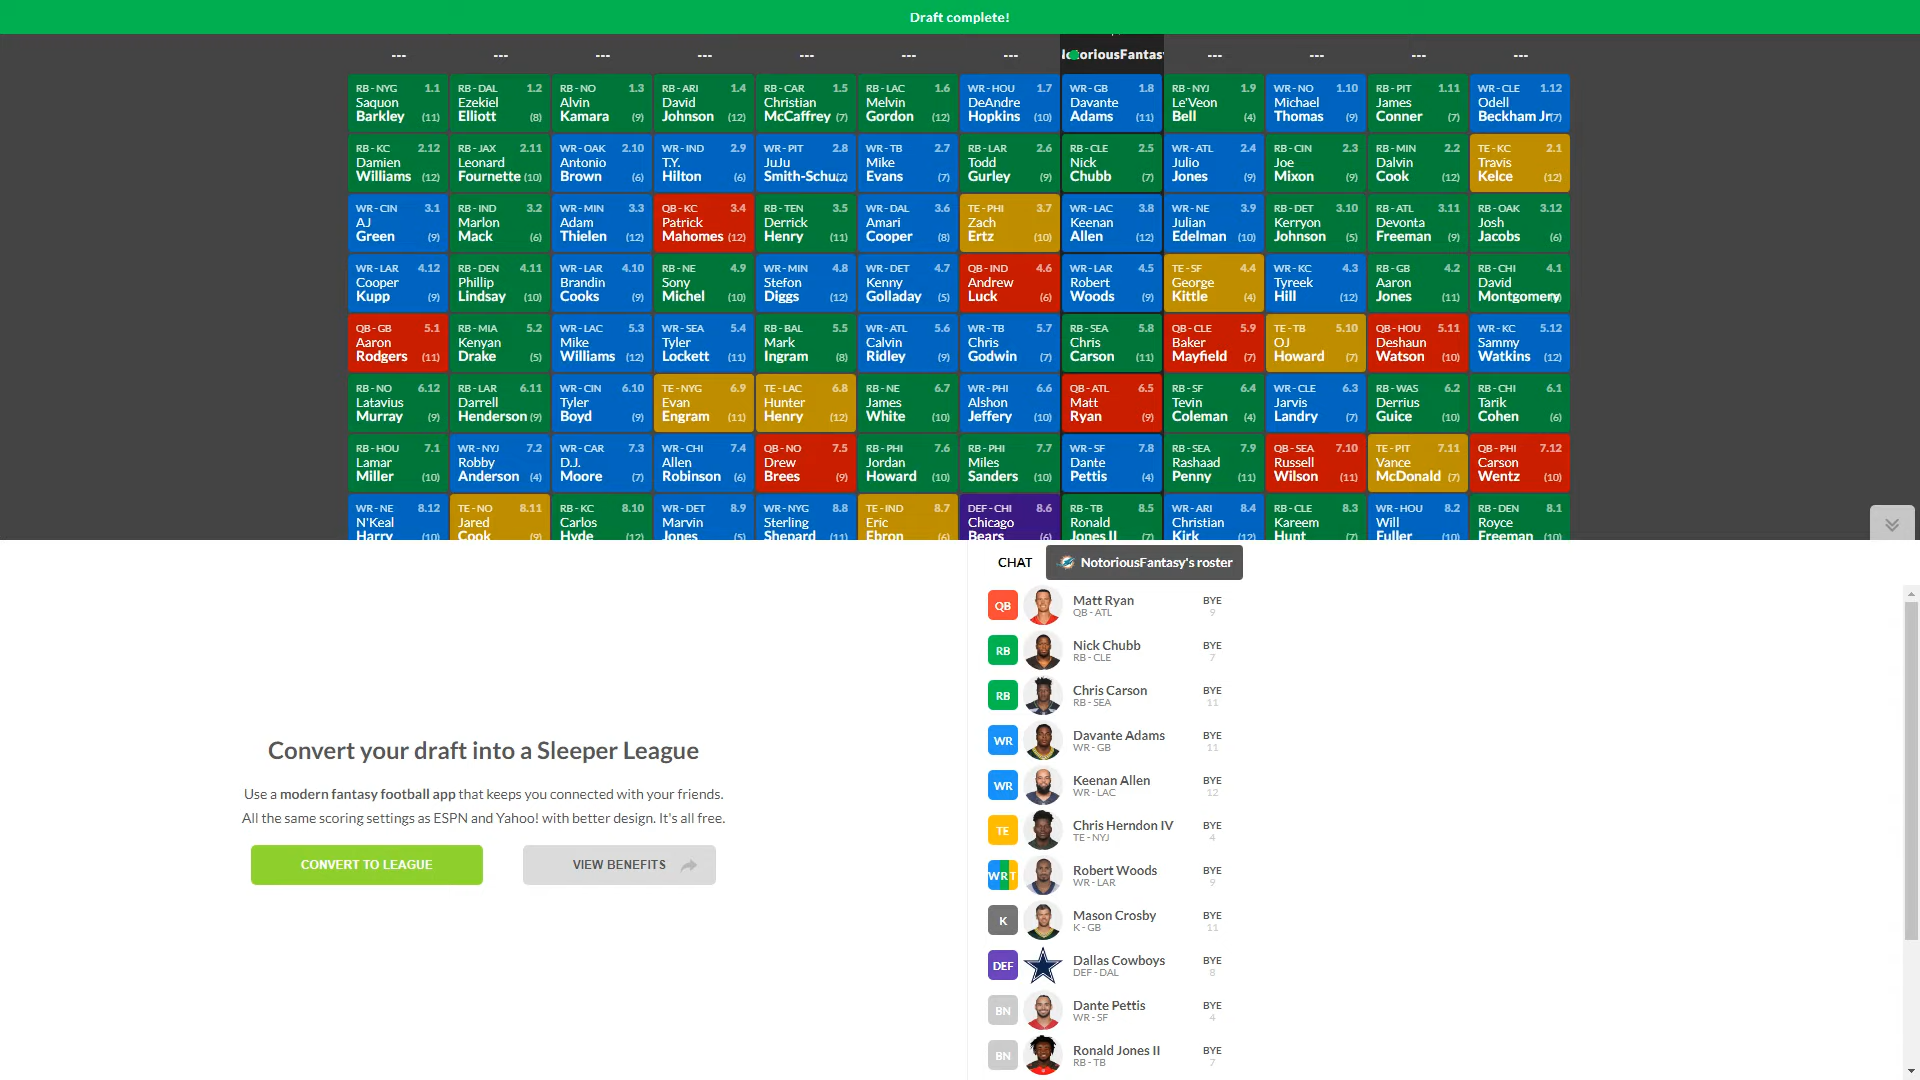 Draft complete!
--- --- --- --- --- --- --- NotoriousFantasy --- --- --- ---
RB - NYG 1.1 RB - DAL 1.2 RB - NO 1.3 RB - ARI 1.4 RB - CAR 1.5 RB - LAC 1.6 WR - HOU 1.7 WR - GB 1.8 RB - NYJ 1.9 WR - NO 1.10 RB - PIT 1.11 WR - CLE 1.12
Saquon Ezekiel Alvin David Christian Melvin DeAndre Davante Le'Veon Michael James Odell
Barkley (11) Elliott (8) Kamara (9) Johnson (12) McCaffrey (7) Gordon (12) Hopkins (10) Adams (11) Bell (4) Thomas (9) Conner (7) Beckham Jr (7)
RB - KC 2.12 RB - JAX 2.11 WR - OAK 2.10 WR - IND 2.9 WR - PIT 2.8 WR - TB 2.7 RB - LAR 2.6 RB - CLE 2.5 WR - ATL 2.4 RB - CIN 2.3 RB - MIN 2.2 TE - KC 2.1
Damien Leonard Antonio T.Y. JuJu Mike Todd Nick Julio Joe Dalvin Travis
Williams (12) Fournette (10) Brown (6) Hilton (6) Smith-Schu... (7) Evans (7) Gurley (9) Chubb (7) Jones (9) Mixon (9) Cook (12) Kelce (12)
WR - CIN 3.1 RB - IND 3.2 WR - MIN 3.3 QB - KC 3.4 RB - TEN 3.5 WR - DAL 3.6 TE - PHI 3.7 WR - LAC 3.8 WR - NE 3.9 RB - DET 3.10 RB - ATL 3.11 RB - OAK 3.12
AJ Marlon Adam Patrick Derrick Amari Zach Keenan Julian Kerryon Devonta Josh
Green (9) Mack (6) Thielen (12) Mahomes (12) Henry (11) Cooper (8) Ertz (10) Allen (12) Edelman (10) Johnson (5) Freeman (9) Jacobs (6)
WR - LAR 4.12 RB - DEN 4.11 WR - LAR 4.10 RB - NE 4.9 WR - MIN 4.8 WR - DET 4.7 QB - IND 4.6 WR - LAR 4.5 TE - SF 4.4 WR - KC 4.3 RB - GB 4.2 RB - CHI 4.1
Cooper Phillip Brandin Sony Stefon Kenny Andrew Robert George Tyreek Aaron David
Kupp (9) Lindsay (10) Cooks (9) Michel (10) Diggs (12) Golladay (5) Luck (6) Woods (9) Kittle (4) Hill (12) Jones (11) Montgomery
QB - GB 5.1 RB - MIA 5.2 WR - LAC 5.3 WR - SEA 5.4 RB - BAL 5.5 WR - ATL 5.6 WR - TB 5.7 RB - SEA 5.8 QB - CLE 5.9 TE - TB 5.10 QB - HOU 5.11 WR - KC 5.12
Aaron Kenyan Mike Tyler Mark Calvin Chris Chris Baker OJ Deshaun Sammy
Rodgers (11) Drake (5) Williams (12) Lockett (11) Ingram (8) Ridley (9) Godwin (7) Carson (11) Mayfield (7) Howard (7) Watson (10) Watkins (12)
RB - NO 6.12 RB - LAR 6.11 WR - CIN 6.10 TE - NYG 6.9 TE - LAC 6.8 RB - NE 6.7 WR - PHI 6.6 QB - ATL 6.5 RB - SF 6.4 WR - CLE 6.3 RB - WAS 6.2 RB - CHI 6.1
Latavius Darrell Tyler Evan Hunter James Alshon Matt Tevin Jarvis Derrius Tarik
Murray (9) Henderson (9) Boyd (9) Engram (11) Henry (12) White (10) Jeffery (10) Ryan (9) Coleman (4) Landry (7) Guice (10) Cohen (6)
RB - HOU 7.1 WR - NYJ 7.2 WR - CAR 7.3 WR - CHI 7.4 QB - NO 7.5 RB - PHI 7.6 RB - PHI 7.7 WR - SF 7.8 RB - SEA 7.9 QB - SEA 7.10 TE - PIT 7.11 QB - PHI 7.12
Lamar Robby D.J. Allen Drew Jordan Miles Dante Rashaad Russell Vance Carson
Miller (10) Anderson (4) Moore (7) Robinson (6) Brees (9) Howard (10) Sanders (10) Pettis (4) Penny (11) Wilson (11) McDonald (7) Wentz (10)
WR - NE 8.12 TE - NO 8.11 RB - KC 8.10 WR - DET 8.9 WR - NYG 8.8 TE - IND 8.7 DEF - CHI 8.6 RB - TB 8.5 WR - ARI 8.4 RB - CLE 8.3 WR - HOU 8.2 RB - DEN 8.1
N'Keal Jared Carlos Marvin Sterling Eric Chicago Ronald Christian Kareem Will Royce
Harry (10) Cook (9) Hyde (12) Jones (5) Shepard (11) Ebron (6) Bears (6) Jones II (7) Kirk (12) Hunt (7) Fuller (10) Freeman (10)
CHAT NotoriousFantasy's roster
QB Matt Ryan BYE
QB - ATL 9
RB Nick Chubb BYE
RB - CLE 7
RB Chris Carson BYE
RB - SEA 11
WR Davante Adams BYE
WR - GB 11
WR Keenan Allen BYE
WR - LAC 12
TE Chris Herndon IV BYE
TE - NYJ 4
WRT Robert Woods BYE
WR - LAR 9
K Mason Crosby BYE
K - GB 11
DEF Dallas Cowboys BYE
DEF - DAL 8
BN Dante Pettis BYE
WR - SF 4
BN Ronald Jones II BYE
RB - TB 7
Convert your draft into a Sleeper League
Use a modern fantasy football app that keeps you connected with your friends.
All the same scoring settings as ESPN and Yahoo! with better design. It's all free.
CONVERT TO LEAGUE VIEW BENEFITS